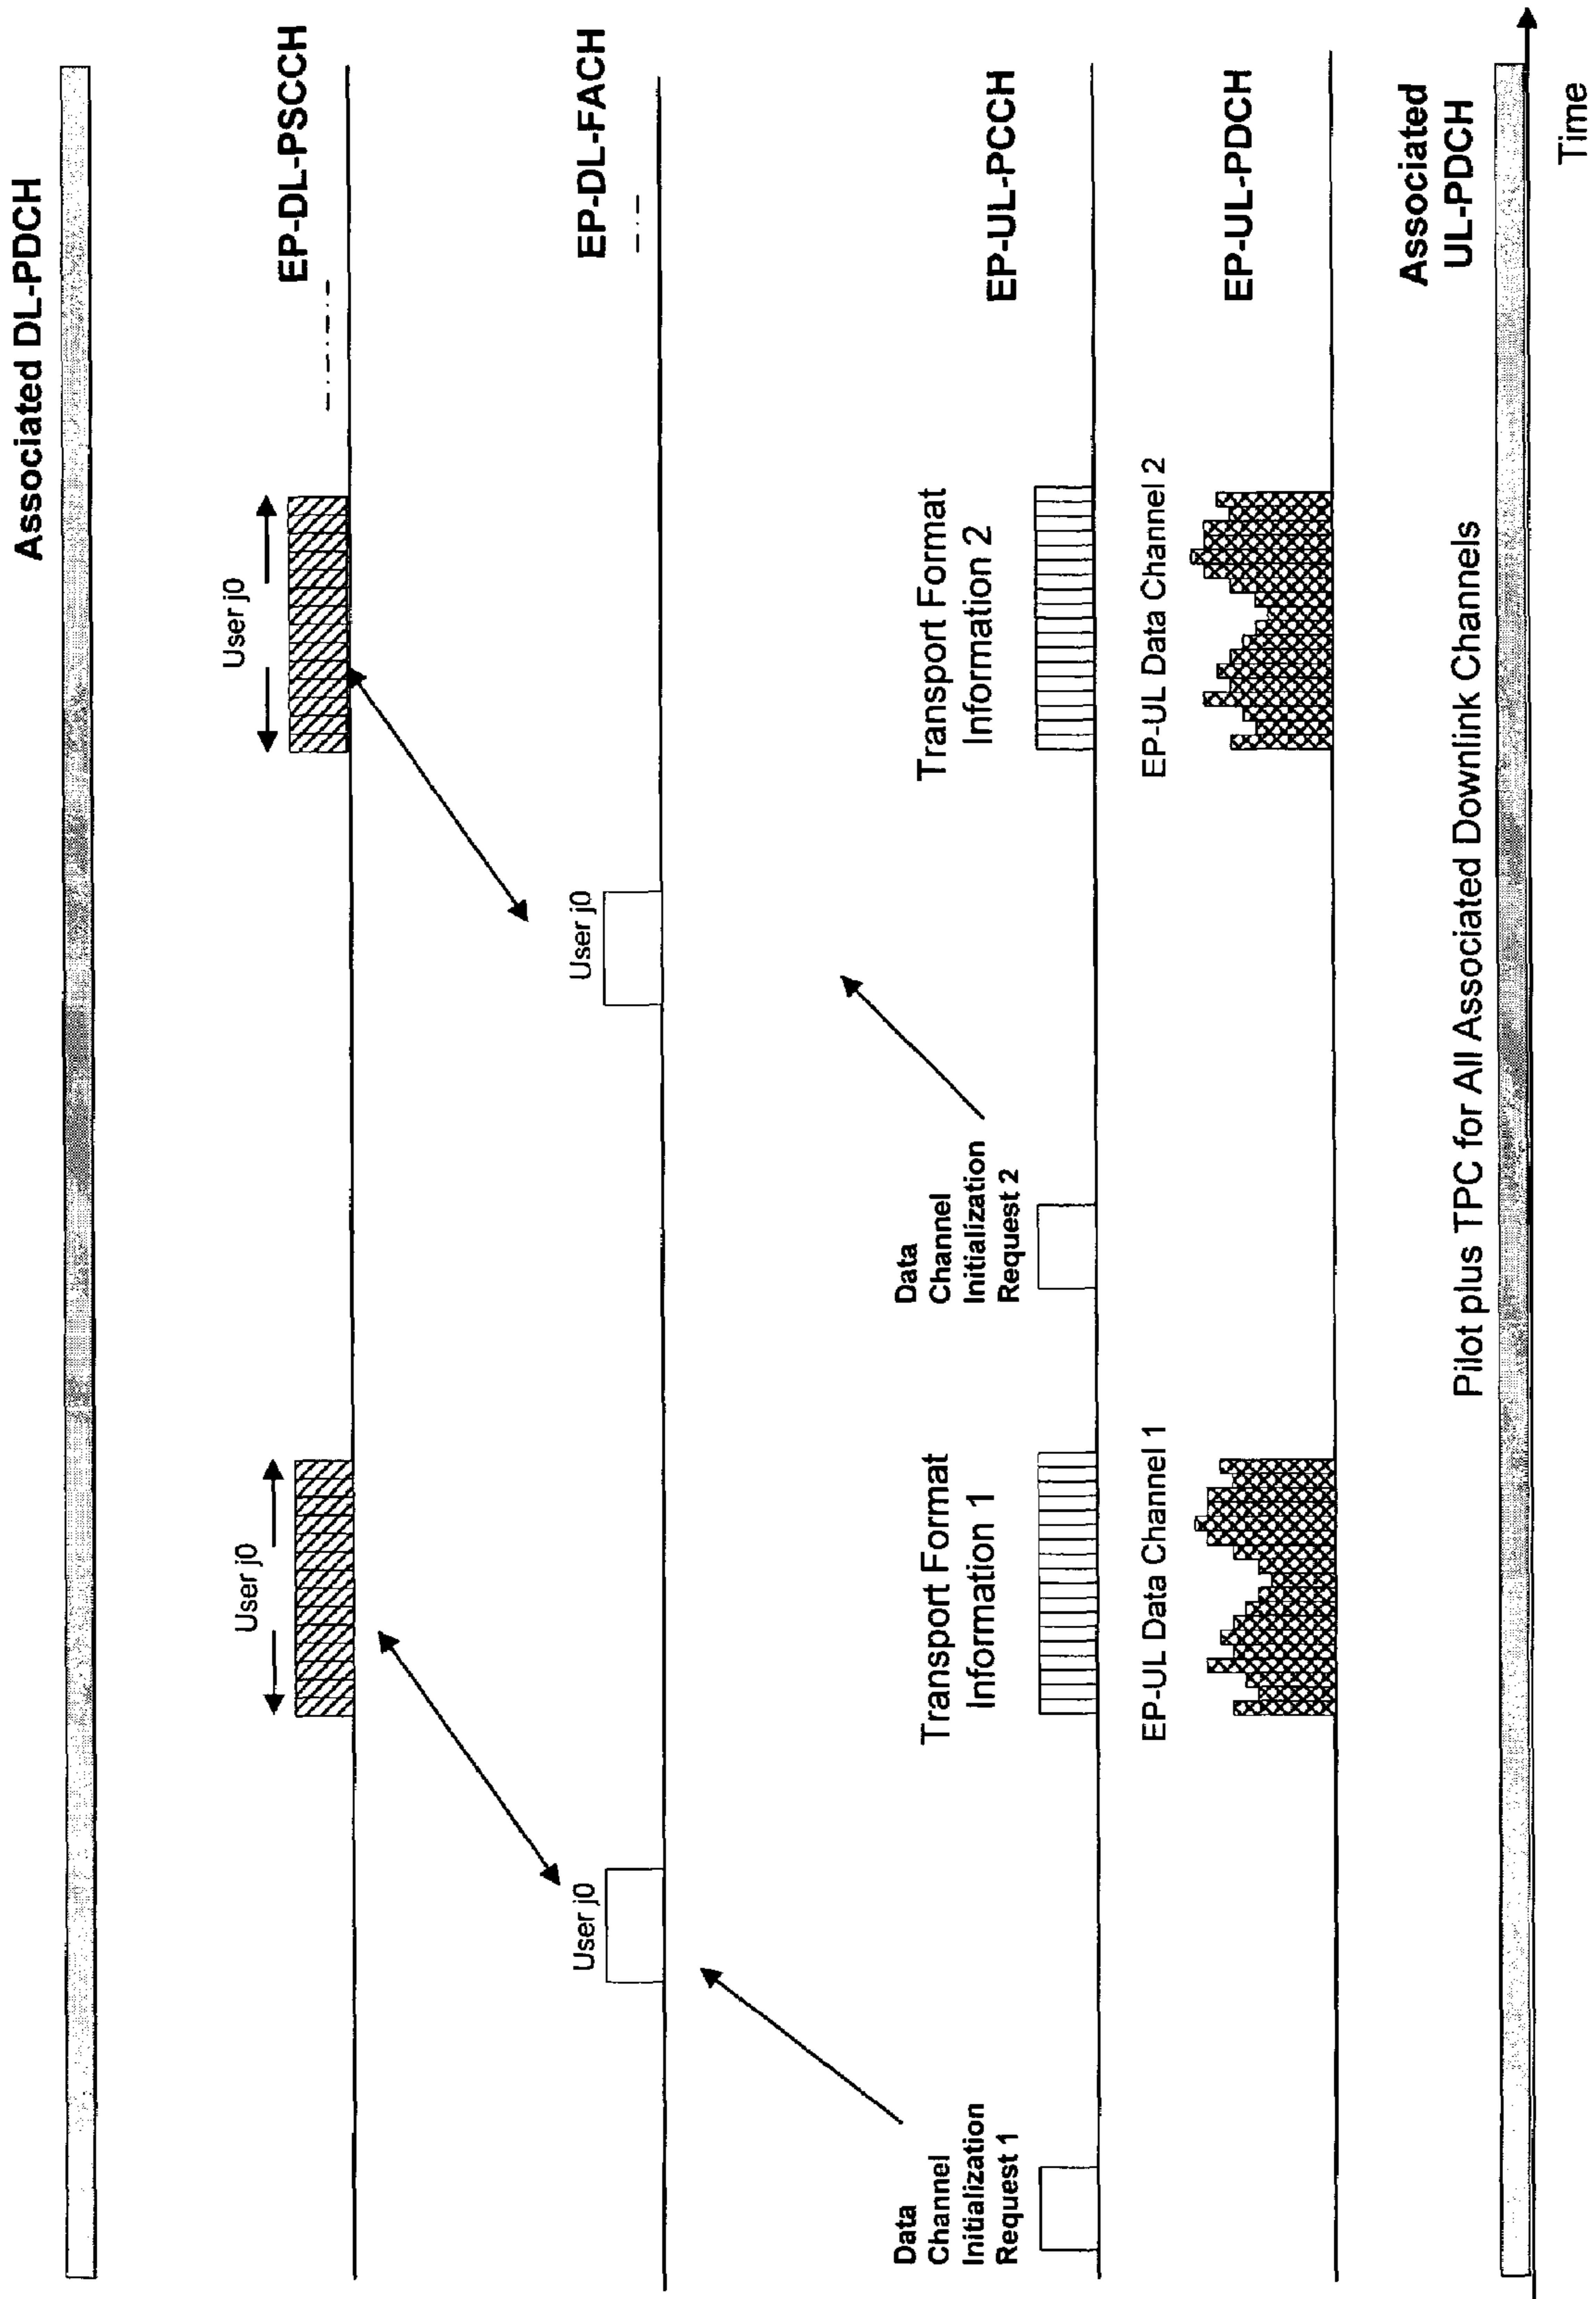 Associated DL-PDCH
User j0
User j0
EP-DL-PSCCH
User j0
User j0
EP-DL-FACH
Data
Channel
Initialization
Request 1
Transport Format
Information 1
Data
Channel
Initialization
Request 2
Transport Format
Information 2
EP-UL-PCCH
EP-UL Data Channel 1
EP-UL Data Channel 2
EP-UL-PDCH
Pilot plus TPC for All Associated Downlink Channels
Associated
UL-PDCH
Time